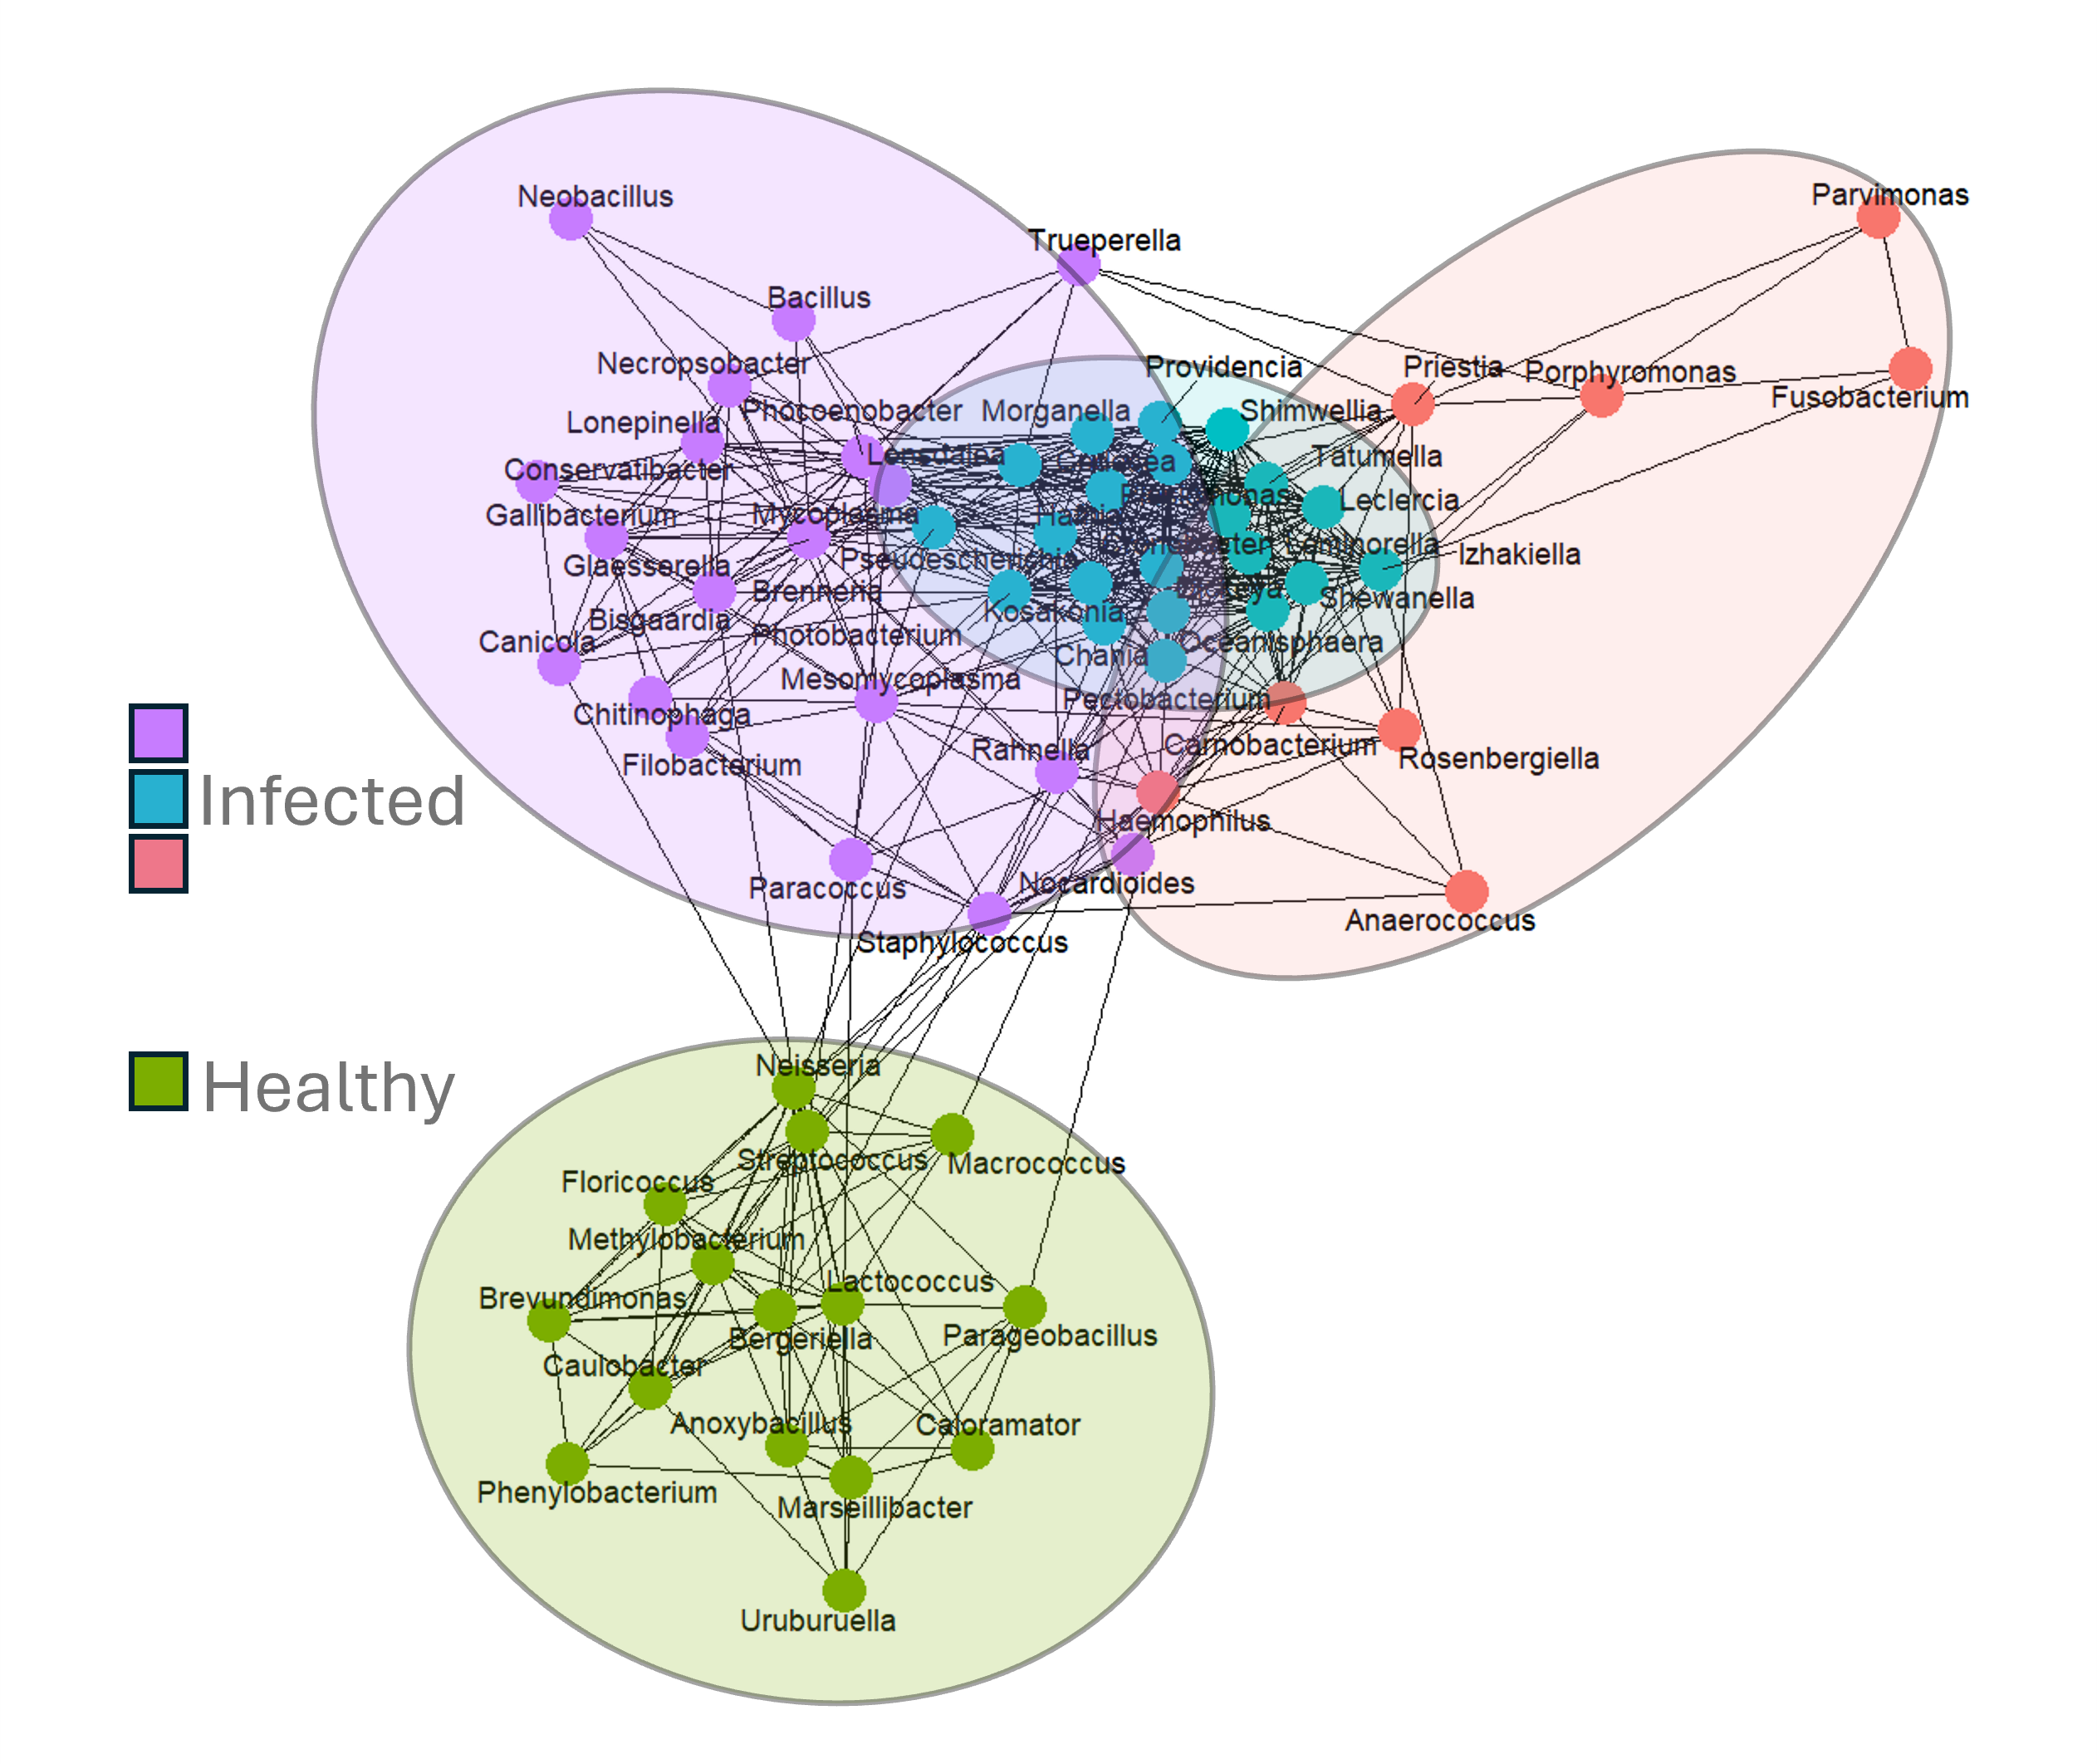 Parvimonas
Neobacillus
Trueperella
Bacillus
Necropsobacter
Providencia
Priestia
Porphyromonas
Fusobacterium
Lonepinella
Phocoenobacter
Morganella
Shimwellia
Conservatibacter
Tatumella
Gallibacterium
Mycoplasma
Hafnia
Leclercia
Glaesserella
Pseudescherichia
Leminorella
Izhakiella
Bisgaardia
Brenneria
Kosakonia
Shewanella
Canicola
Photobacterium
Chania
Oceanisphaera
Mesomycoplasma
Pectobacterium
Chitinophaga
Filobacterium
Rahnella
Carnobacterium
Rosenbergiella
Infected
Haemophilus
Paracoccus
Nocardioides
Anaerococcus
Staphylococcus
Healthy
Neisseria
Streptococcus
Macrococcus
Floricoccus
Methylobacterium
Lactococcus
Brevundimonas
Bergeriella
Parageobacillus
Caulobacter
Anoxybacillus
Caloramator
Phenylobacterium
Marseillibacter
Uruburuella